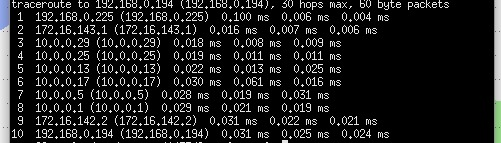 traceroute to 192.168.0.194 (192.168.0.194), 30 hops max, 60 byte packets
1 192.168.0.225 (192.168.0.225) 0.100 ms 0.006 ms 0.004 ms
2 172.16.143.1 (172.16.143.1) 0.016 ms 0.007 ms 0.006 ms
3 10.0.0.29 (10.0.0.29) 0.018 ms 0.008 ms 0.009 ms
4 10.0.0.25 (10.0.0.25) 0.019 ms 0.011 ms 0.011 ms
5 10.0.0.13 (10.0.0.13) 0.022 ms 0.013 ms 0.025 ms
6 10.0.0.17 (10.0.0.17) 0.030 ms 0.061 ms 0.016 ms
7 10.0.0.5 (10.0.0.5) 0.028 ms 0.019 ms 0.031 ms
8 10.0.0.1 (10.0.0.1) 0.029 ms 0.021 ms 0.019 ms
9 172.16.142.2 (172.16.142.2) 0.031 ms 0.022 ms 0.021 ms
10 192.168.0.194 (192.168.0.194) 0.031 ms 0.025 ms 0.024 ms